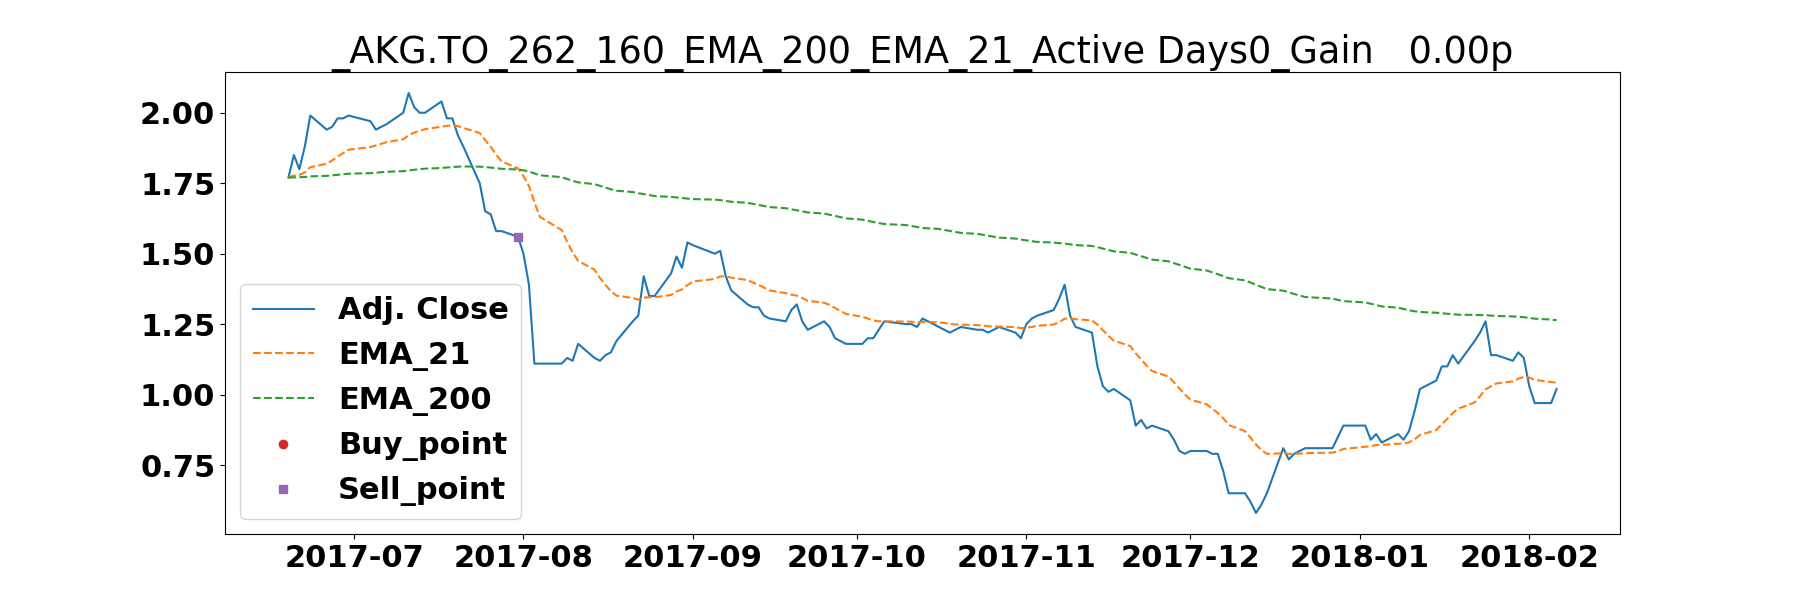 _AKG.TO_262_160_EMA_200_EMA_21_Active Days0_Gain   0.00p
2.00
1.75
1.50
1.25
1.00
0.75
Adj. Close
EMA_21
EMA_200
Buy_point
Sell_point
2017-07 2017-08 2017-09 2017-10 2017-11 2017-12 2018-01 2018-02